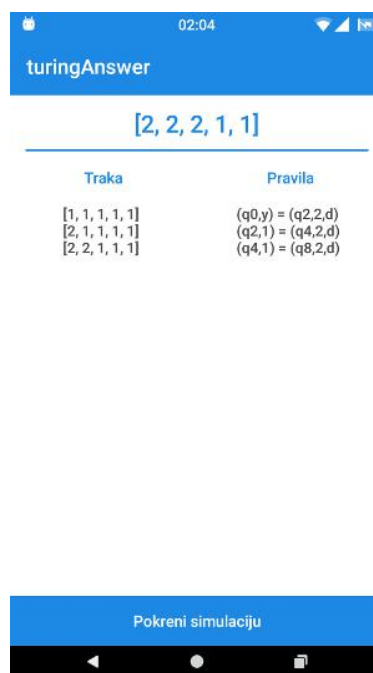 02:04
turingAnswer
[2, 2, 2, 1, 1]
Traka
Pravila
[1, 1, 1, 1, 1]
[2, 1, 1, 1, 1]
[2, 2, 1, 1, 1]
(q0,y) = (q2,2,d)
(q2,1) = (q4,2,d)
(q4,1) = (q8,2,d)
Pokreni simulaciju